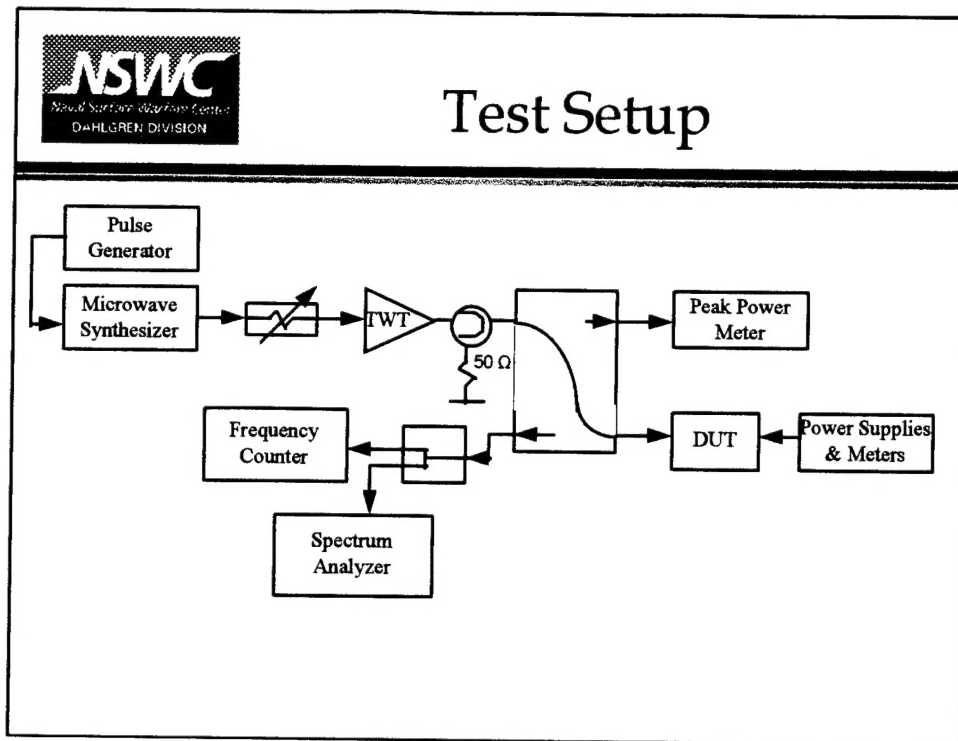 NSWC
Naval Surface Warfare Center
DAHLGREN DIVISION
Test Setup
Pulse
Generator
Microwave
Synthesizer
TWT
50 Ω
Peak Power
Meter
Frequency
Counter
DUT
Power Supplies
& Meters
Spectrum
Analyzer